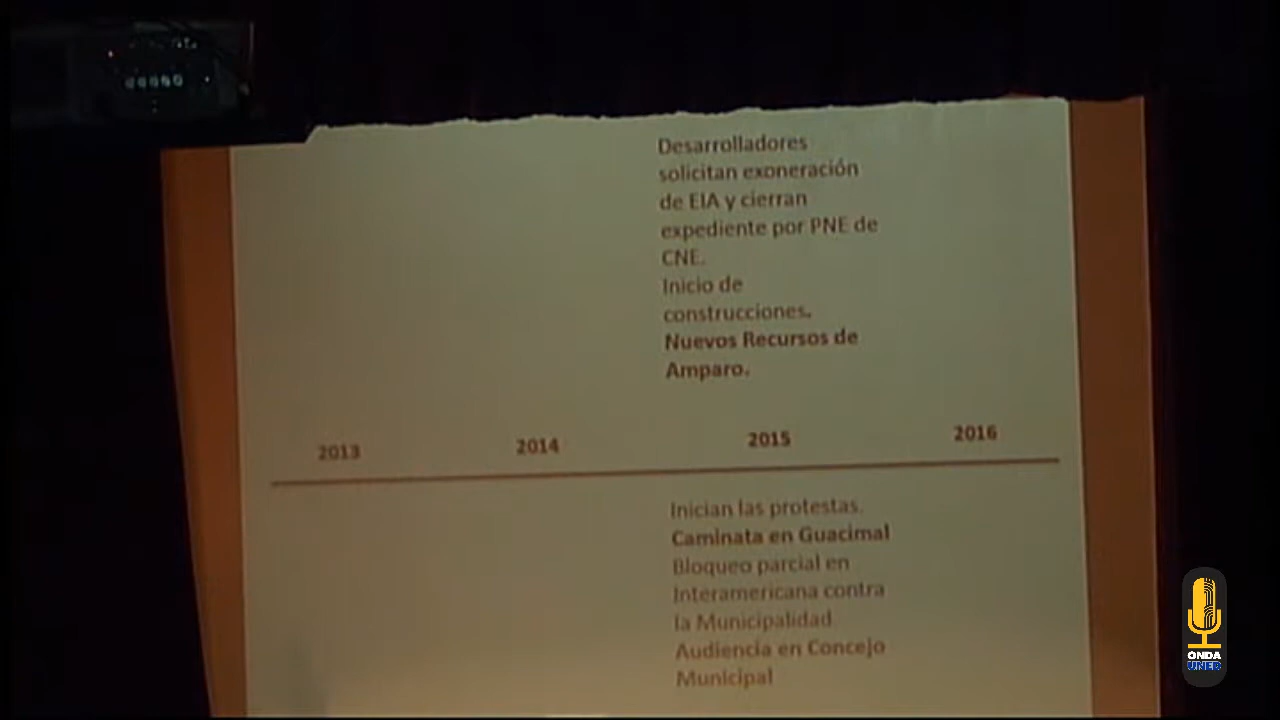 Desarrolladores
solicitan exoneración
de EIA y cierran
expediente por PNE de
CNE.
Inicio de
construcciones.
Nuevos Recursos de
Amparo.
2013 2014 2015 2016
Inician las protestas.
Caminata en Guacimal
Bloqueo parcial en
Interamericana contra
la Municipalidad.
Audiencia en Concejo
Municipal
ONDA
UNED